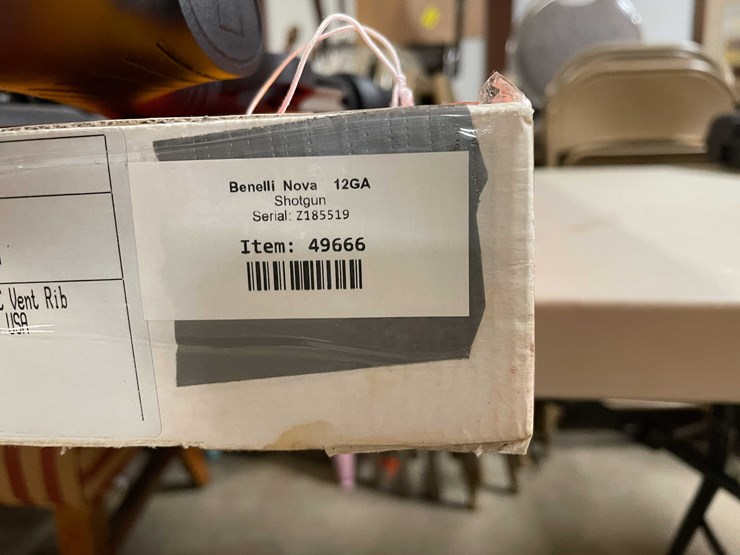 Benelli Nova 12GA
Shotgun
Serial: Z185519
Item: 49666
Vent Rib
USA